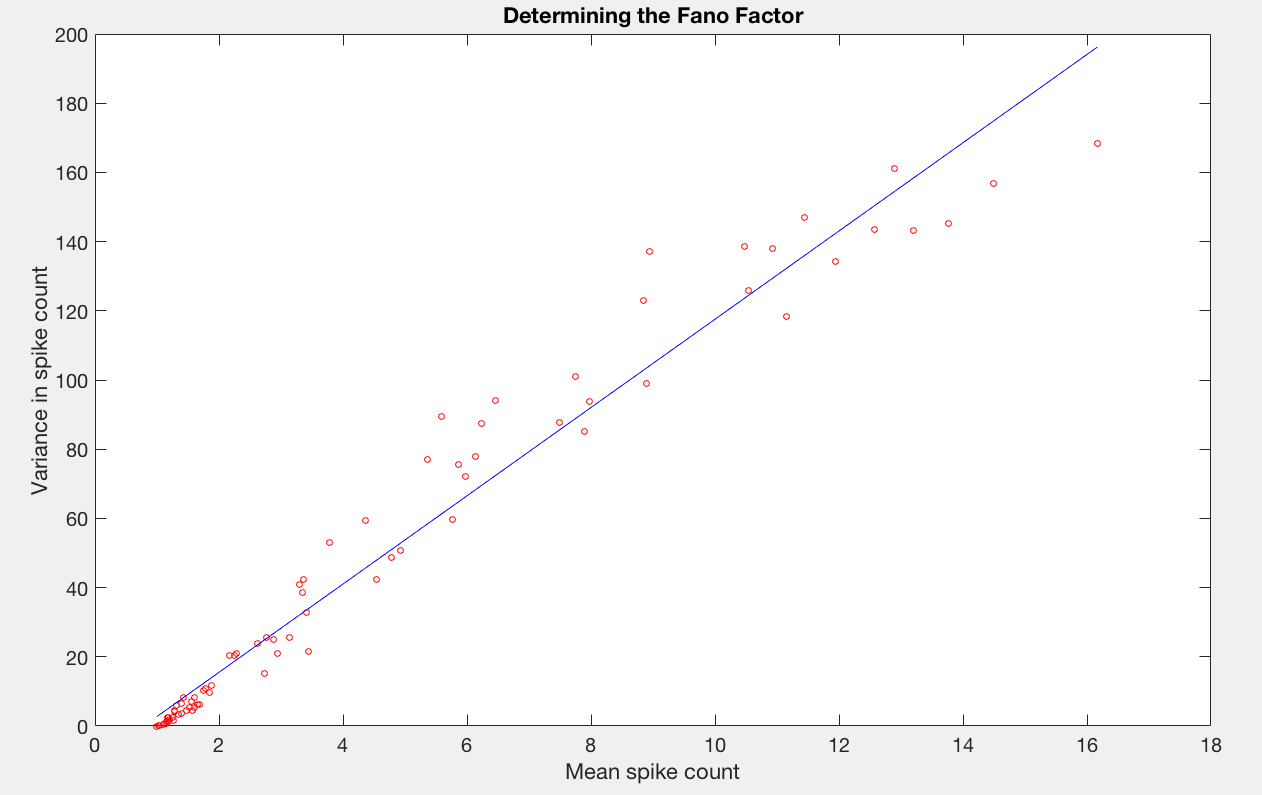 Determining the Fano Factor
Variance in spike count
200
180
160
140
120
100
80
60
40
20
0
0 2 4 6 8 10 12 14 16 18
Mean spike count